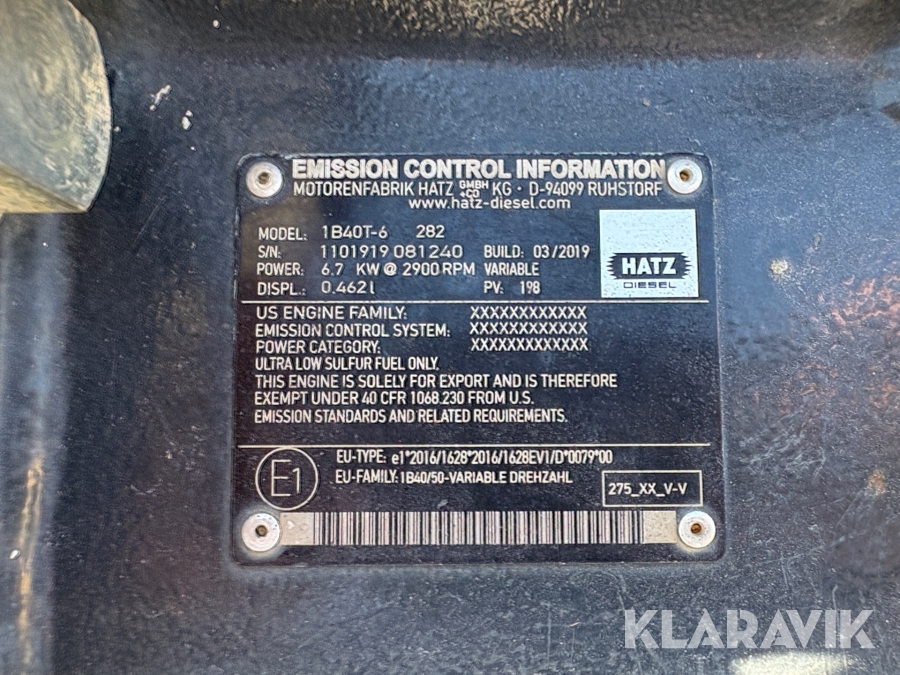 EMISSION CONTROL INFORMATION
MOTORENFABRIK HATZ GMBH +CO KG · D-94099 RUHSTORF
www.hatz-diesel.com
MODEL: 1B40T-6 282
S/N: 1101919 081240 BUILD: 03/2019
POWER: 6.7 KW @ 2900 RPM VARIABLE
DISPL.: 0.462 l PV: 198
HATZ
DIESEL
US ENGINE FAMILY: XXXXXXXXXXXX
EMISSION CONTROL SYSTEM: XXXXXXXXXXXX
POWER CATEGORY: XXXXXXXXXXXXX
ULTRA LOW SULFUR FUEL ONLY.
THIS ENGINE IS SOLELY FOR EXPORT AND IS THEREFORE
EXEMPT UNDER 40 CFR 1068.230 FROM U.S.
EMISSION STANDARDS AND RELATED REQUIREMENTS.
E1
EU-TYPE: e1*2016/1628*2016/1628EV1/D*0079*00
EU-FAMILY: 1B40/50-VARIABLE DREHZAHL
275_XX_V-V
KLARAVIK